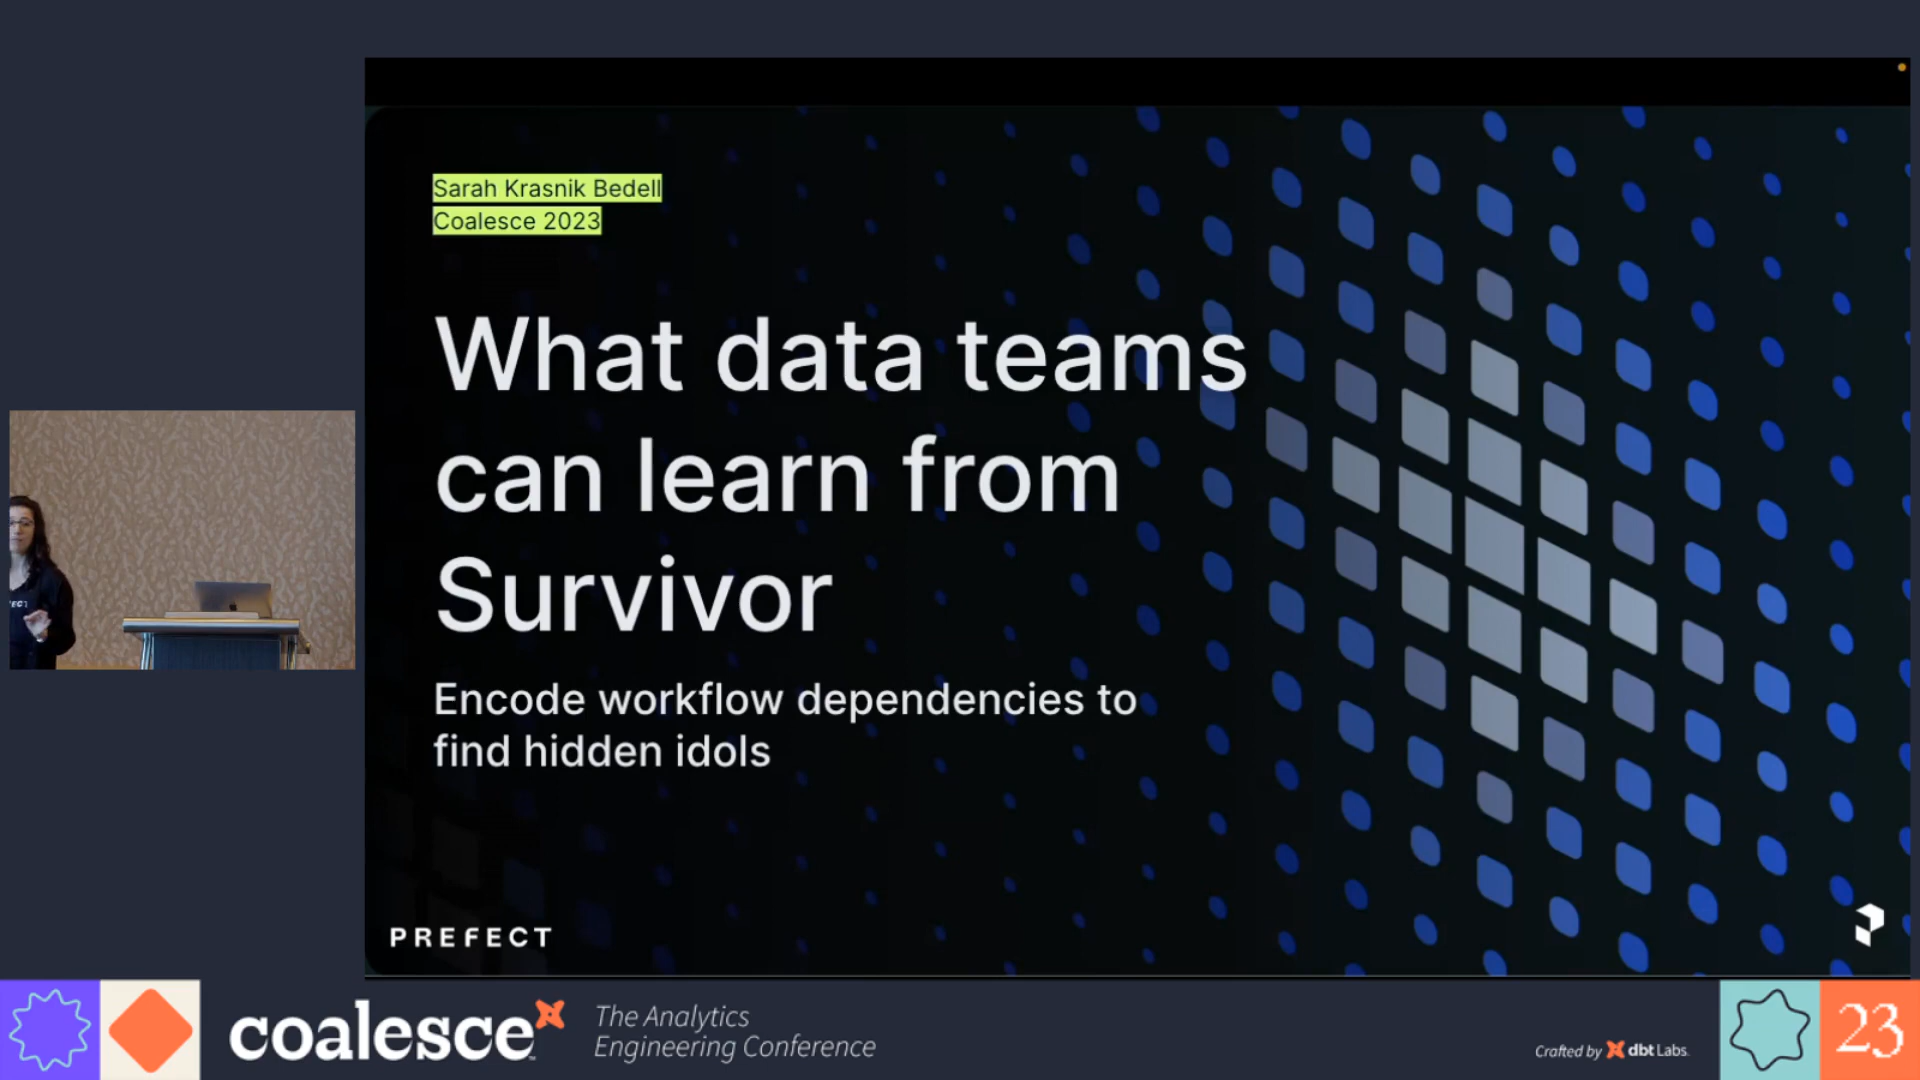 Sarah Krasnik Bedell
Coalesce 2023
What data teams
can learn from
Survivor
Encode workflow dependencies to
find hidden idols
PREFECT
coalesce
The Analytics
Engineering Conference
Crafted by dbt Labs
23